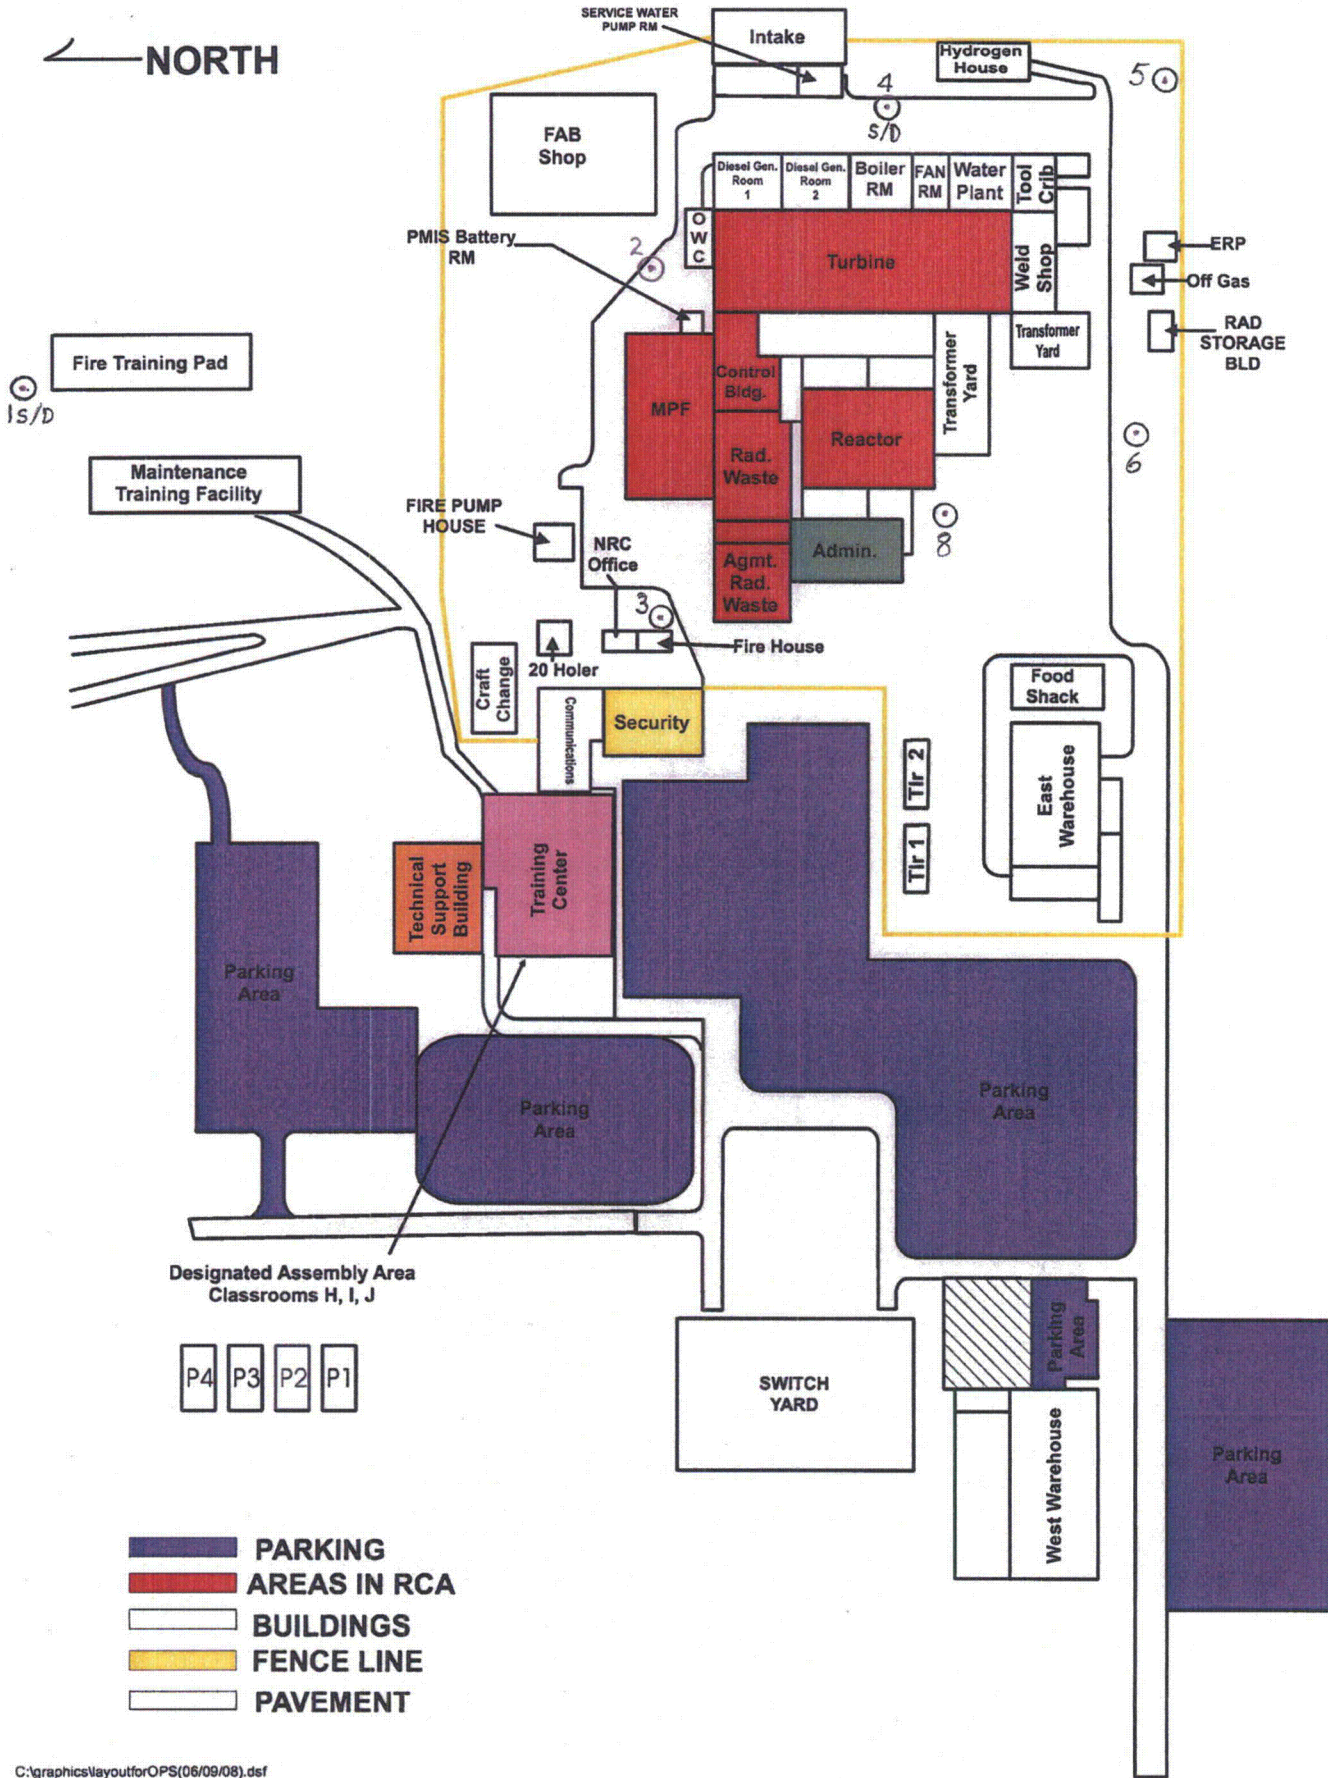 NORTH
SERVICE WATER
PUMP RM
Intake
Hydrogen
House
5
4
S/D
FAB
Shop
Diesel Gen.
Room
1
Diesel Gen.
Room
2
Boiler
RM
FAN
RM
Water
Plant
Tool
Crib
O
W
C
PMIS Battery
RM
2
Turbine
Weld
Shop
ERP
Off Gas
RAD
STORAGE
BLD
Transformer
Yard
Transformer
Yard
Fire Training Pad
1 S/D
Control
Bldg.
MPF
Reactor
Rad.
Waste
6
Maintenance
Training Facility
FIRE PUMP
HOUSE
NRC
Office
8
Admin.
Agmt.
Rad.
Waste
3
Fire House
20 Holer
Craft
Change
Communications
Security
Food
Shack
Tlr 2
Tlr 1
East
Warehouse
Technical
Support
Building
Training
Center
Parking
Area
Parking
Area
Parking
Area
Designated Assembly Area
Classrooms H, I, J
P4 P3 P2 P1
SWITCH
YARD
Parking
Area
West Warehouse
Parking
Area
PARKING
AREAS IN RCA
BUILDINGS
FENCE LINE
PAVEMENT
C:\graphics\layoutforOPS(06/09/08).dsf